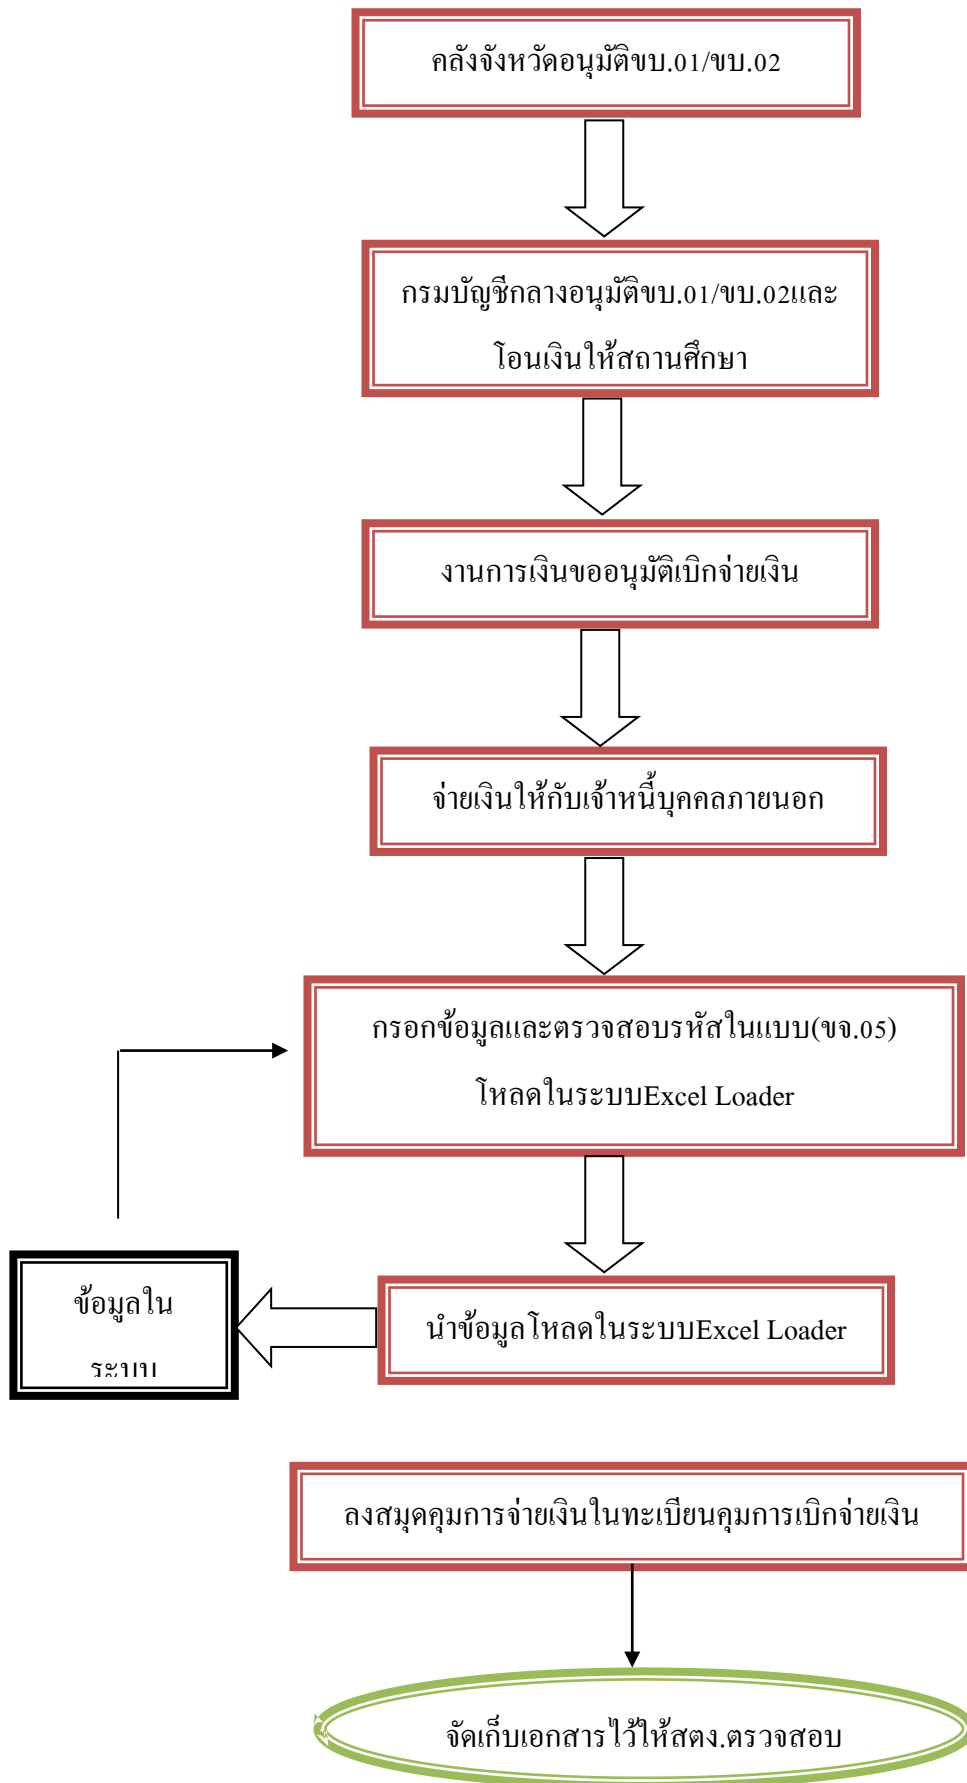 คลังจังหวัดอนุมัติขบ.01/ขบ.02
กรมบัญชีกลางอนุมัติขบ.01/ขบ.02และ
โอนเงินให้สถานศึกษา
งานการเงินขออนุมัติเบิกจ่ายเงิน
จ่ายเงินให้กับเจ้าหนี้บุคคลภายนอก
กรอกข้อมูลและตรวจสอบรหัสในแบบ(ขจ.05)
โหลดในระบบExcel Loader
ข้อมูลใน
ระบบ
นำข้อมูลโหลดในระบบExcel Loader
ลงสมุดคุมการจ่ายเงินในทะเบียนคุมการเบิกจ่ายเงิน
จัดเก็บเอกสารไว้ให้สตง.ตรวจสอบ